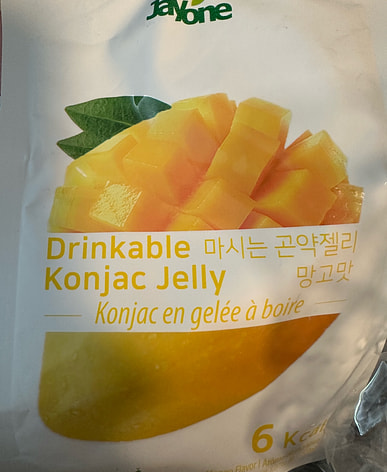 Jayone
Drinkable 마시는 곤약젤리
Konjac Jelly 망고맛
Konjac en gelée à boire
6
Flavor |